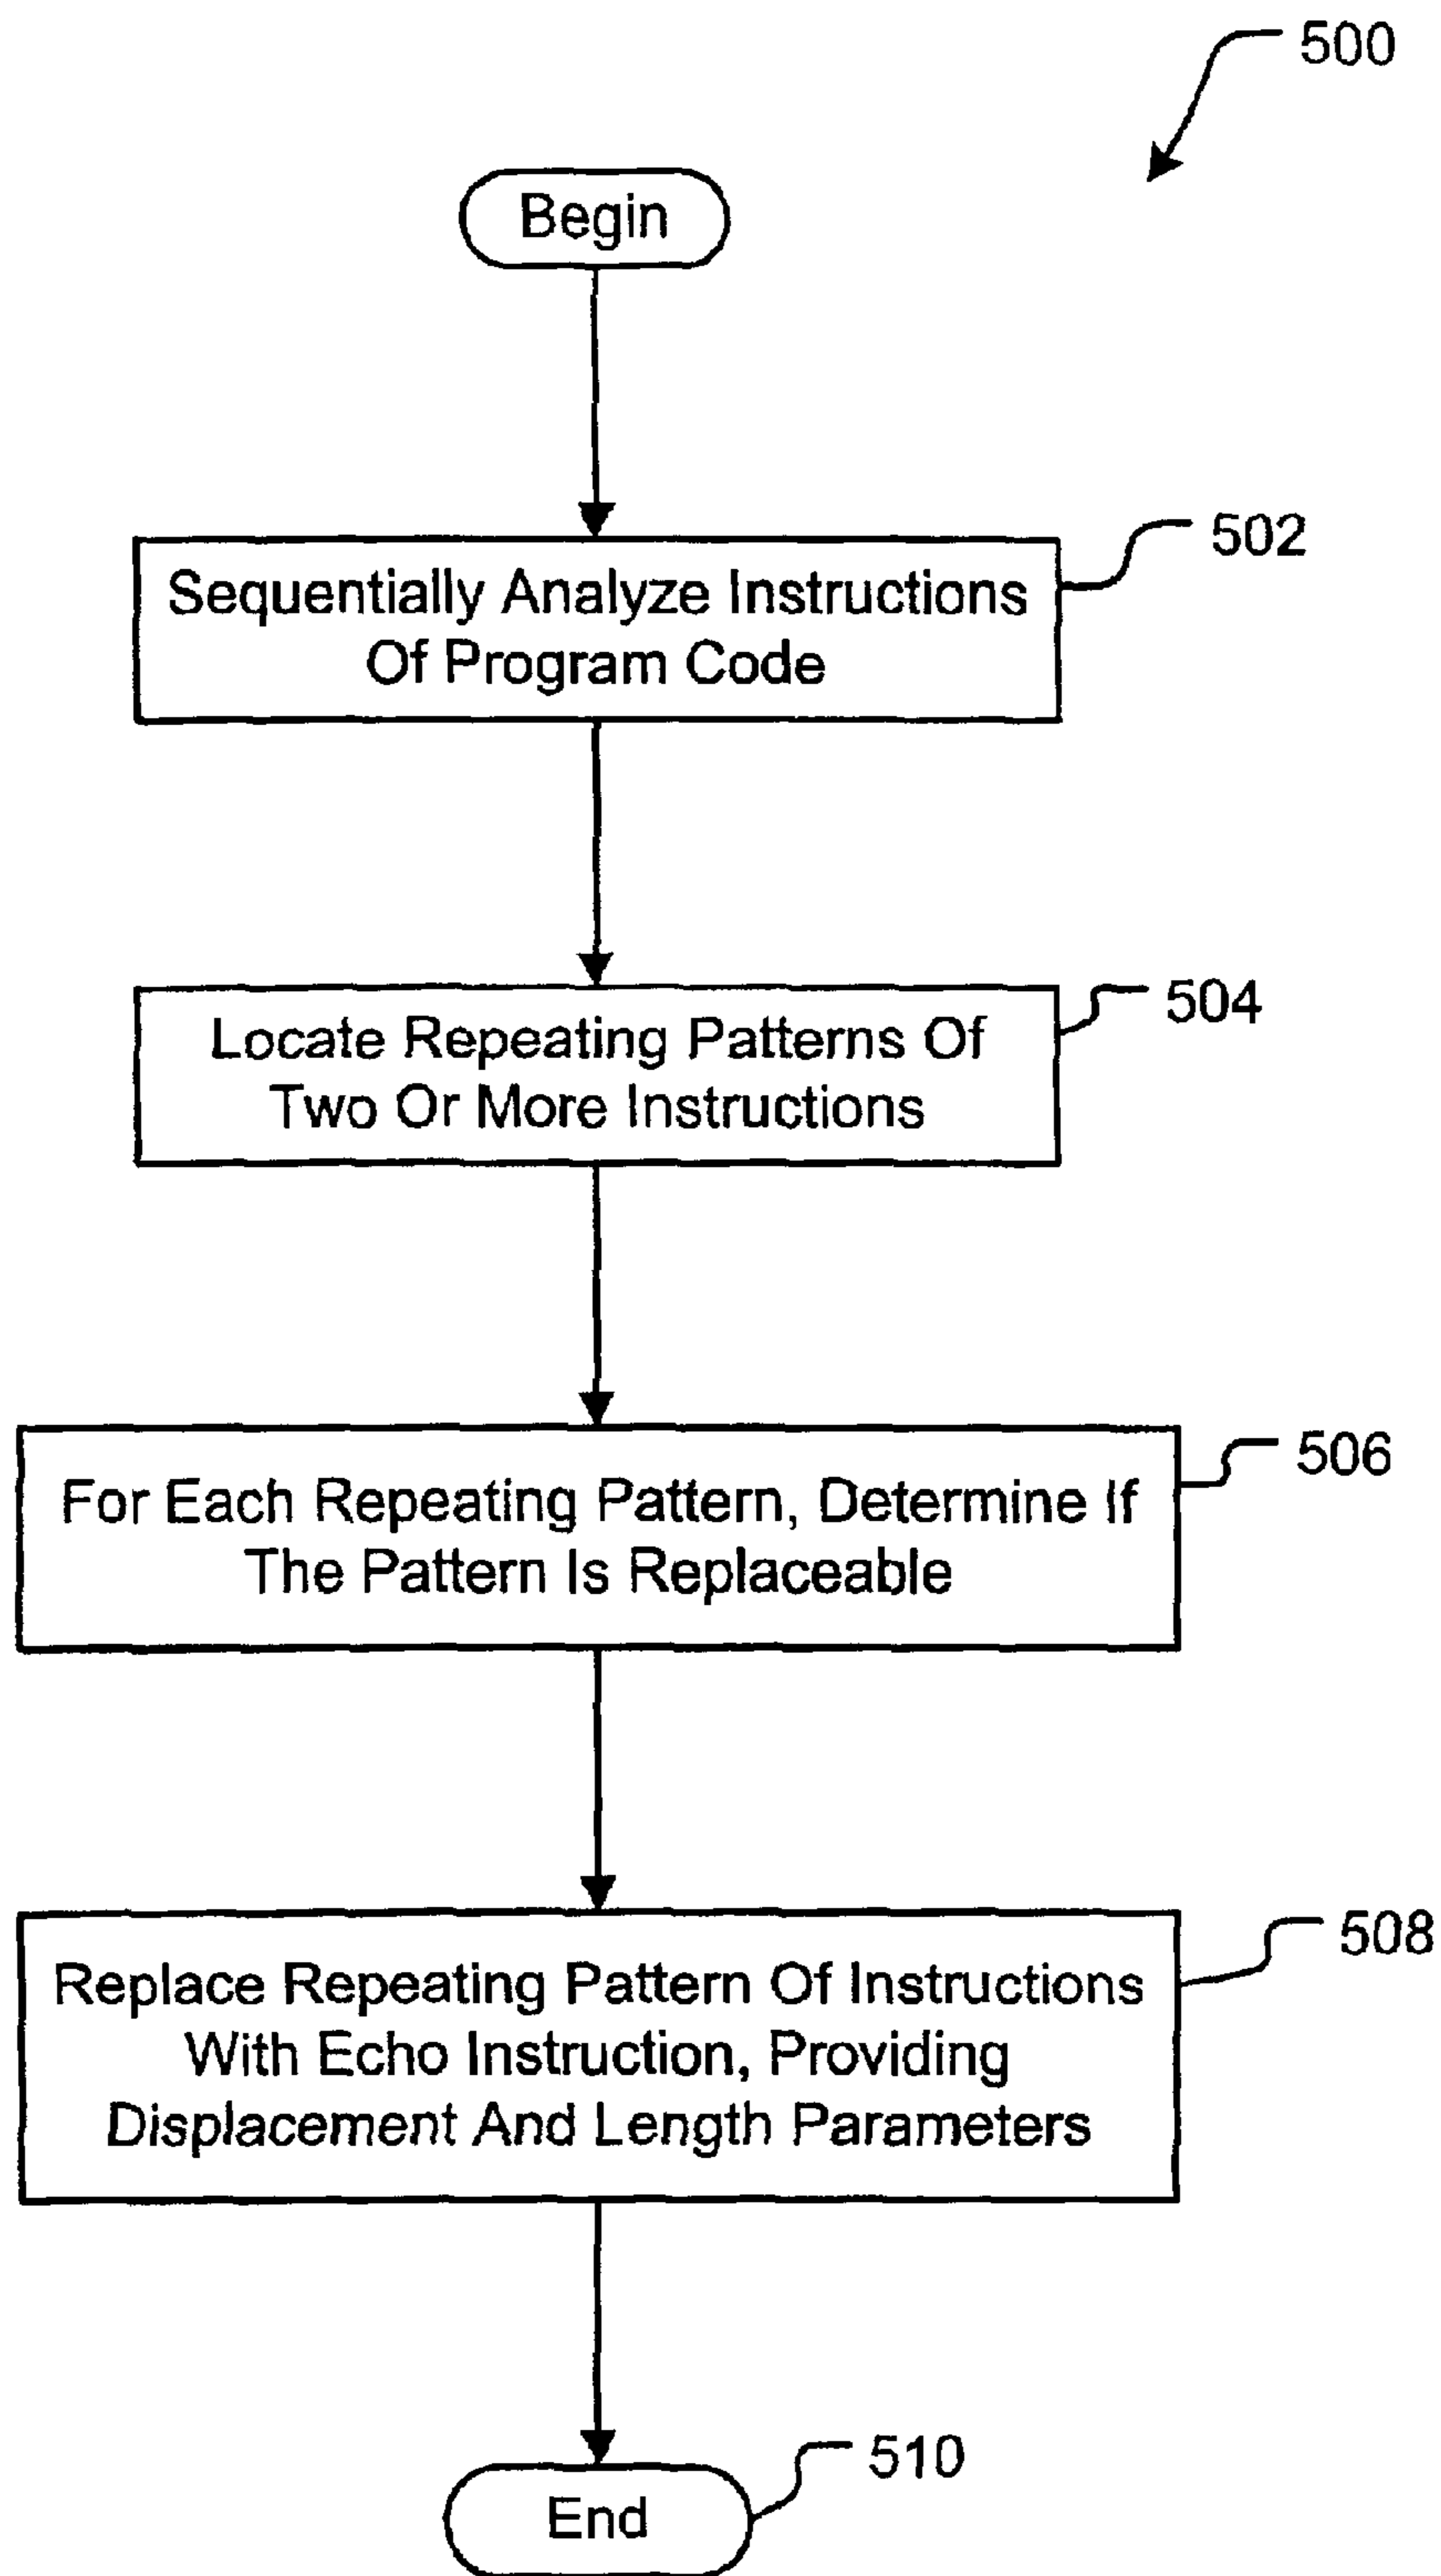 500
Begin
502
Sequentially Analyze Instructions
Of Program Code
504
Locate Repeating Patterns Of
Two Or More Instructions
506
For Each Repeating Pattern, Determine If
The Pattern Is Replaceable
508
Replace Repeating Pattern Of Instructions
With Echo Instruction, Providing
Displacement And Length Parameters
510
End